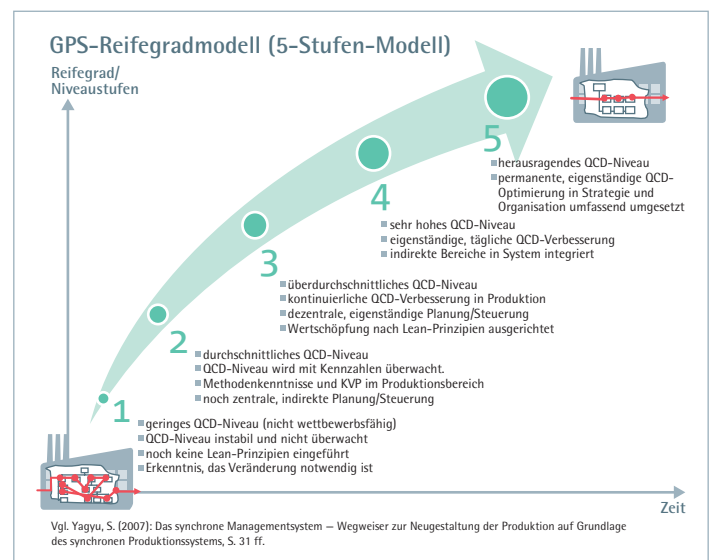 GPS-Reifegradmodell (5-Stufen-Modell)
Reifegrad/
Niveaustufen
5
herausragendes QCD-Niveau
permanente, eigenständige QCD-
Optimierung in Strategie und
Organisation umfassend umgesetzt
4
sehr hohes QCD-Niveau
eigenständige, tägliche QCD-Verbesserung
indirekte Bereiche in System integriert
3
überdurchschnittliches QCD-Niveau
kontinuierliche QCD-Verbesserung in Produktion
dezentrale, eigenständige Planung/Steuerung
Wertschöpfung nach Lean-Prinzipien ausgerichtet
2
durchschnittliches QCD-Niveau
QCD-Niveau wird mit Kennzahlen überwacht.
Methodenkenntnisse und KVP im Produktionsbereich
noch zentrale, indirekte Planung/Steuerung
1
geringes QCD-Niveau (nicht wettbewerbsfähig)
QCD-Niveau instabil und nicht überwacht
noch keine Lean-Prinzipien eingeführt
Erkenntnis, das Veränderung notwendig ist
Zeit
Vgl. Yagyu, S. (2007): Das synchrone Managementsystem — Wegweiser zur Neugestaltung der Produktion auf Grundlage
des synchronen Produktionssystems, S. 31 ff.